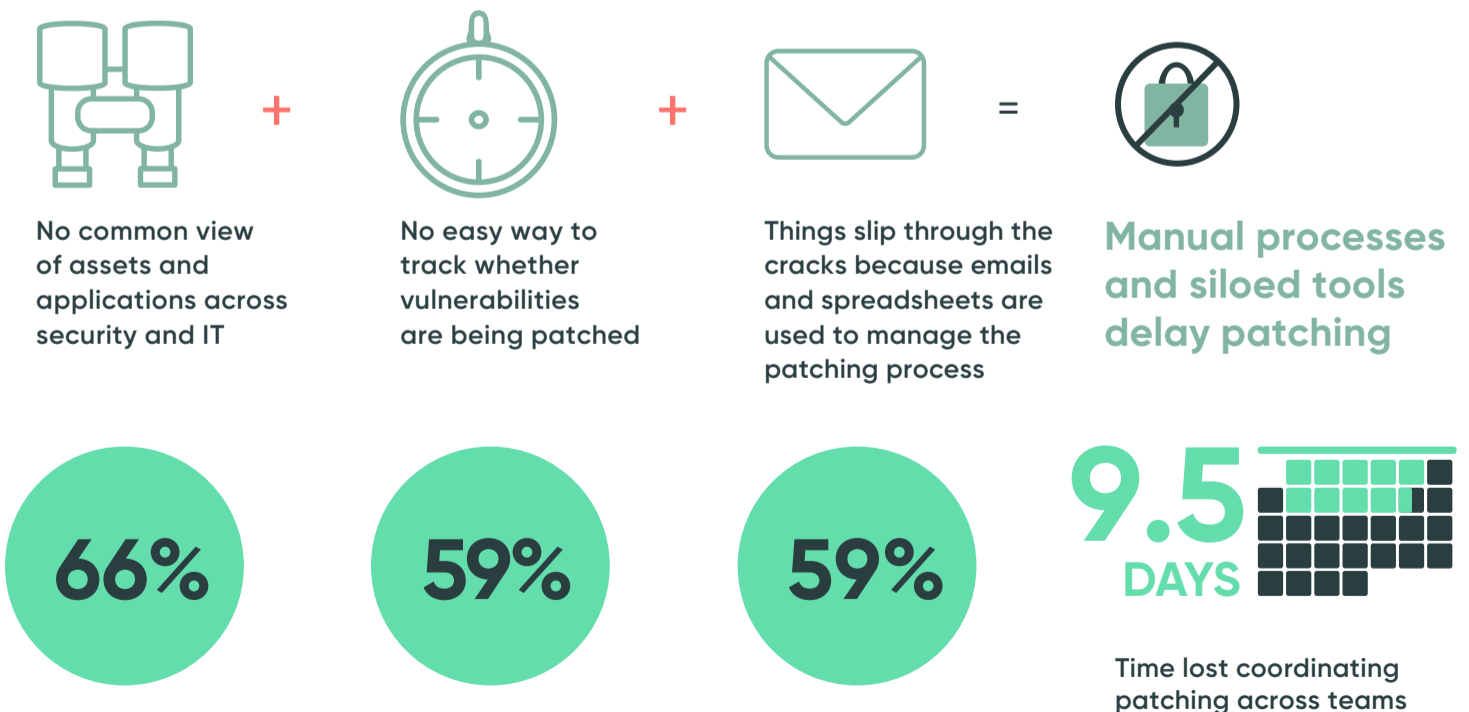 +
+
=
No common view
of assets and
applications across
security and IT
No easy way to
track whether
vulnerabilities
are being patched
Things slip through the
cracks because emails
and spreadsheets are
used to manage the
patching process
Manual processes
and siloed tools
delay patching
66%
59%
59%
9.5
DAYS
Time lost coordinating
patching across teams